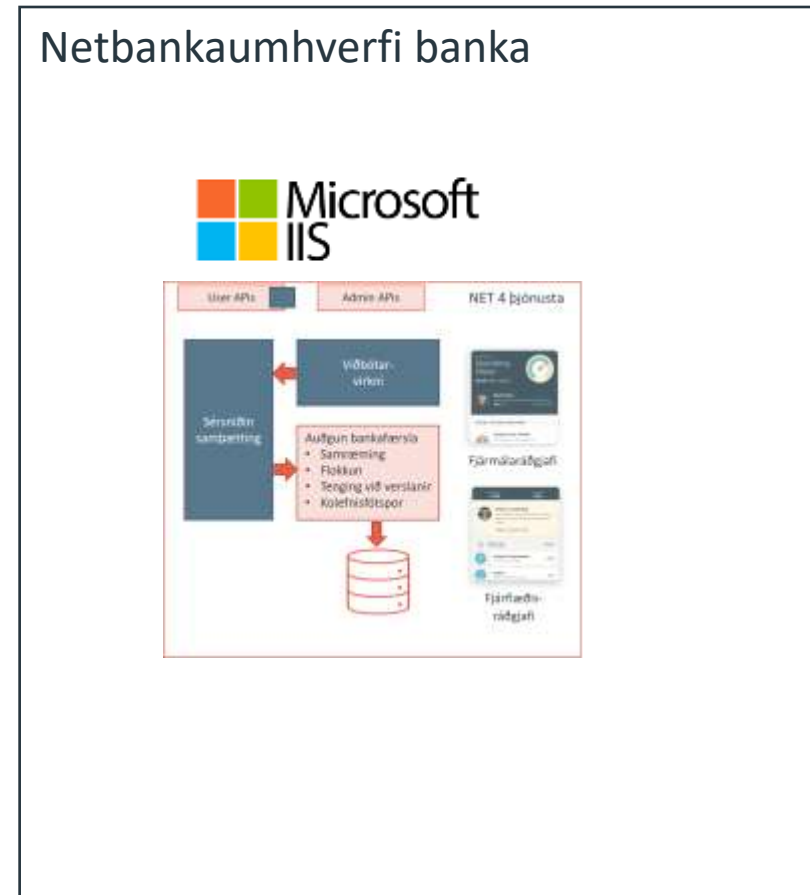 Netbankaumhverfi banka
Microsoft
IIS
User APIs
Admin APIs
NET 4 þjónusta
Viðbótar-
virkni
Sérsniðin
samþætting
Auðgun bankafærsla
• Samræming
• Flokkun
• Tenging við verslanir
• Kolefnisfótspor
Fjármálaráðgjafi
Fjárflæðis-
ráðgjafi